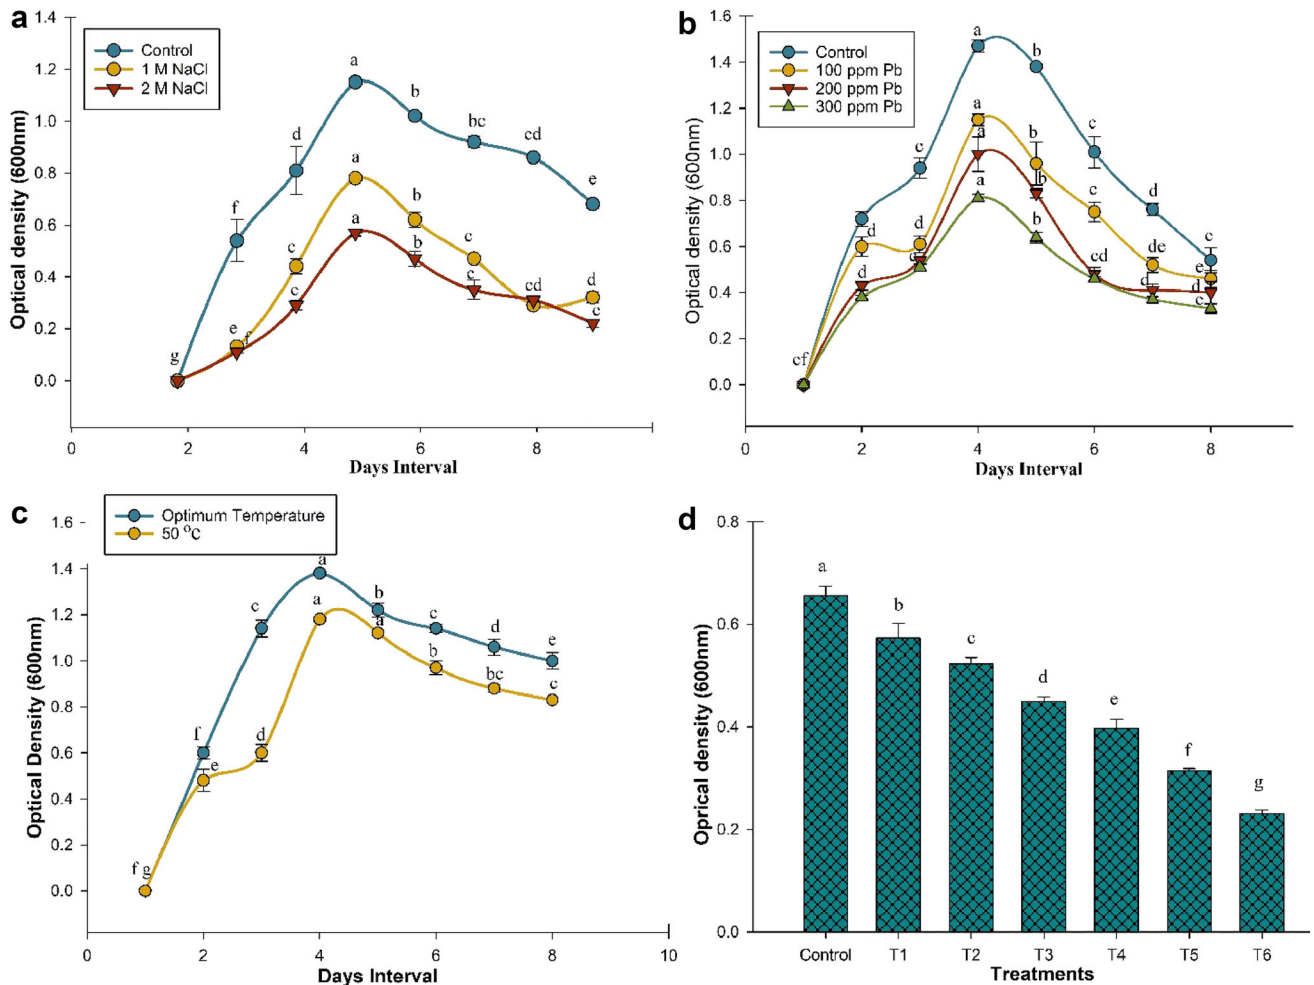 a
Control
1 M NaCl
2 M NaCl
1.4
1.2
1.0
0.8
0.6
0.4
0.2
0.0
Optical density (600nm)
g
f
d
a
b
bc
cd
e
e
c
a
b
c
cd
d
f
c
a
b
c
c
0
2
4
6
8
Days Interval
b
Control
100 ppm Pb
200 ppm Pb
300 ppm Pb
1.6
1.4
1.2
1.0
0.8
0.6
0.4
0.2
0.0
Optical density (600nm)
cf
c
a
b
c
d
c
d
a
b
c
de
e
d
c
a
b
cd
d
d
d
a
b
c
0
2
4
6
8
Days Interval
c
Optimum Temperature
50 °c
1.6
1.4
1.2
1.0
0.8
0.6
0.4
0.2
0.0
Optical Density (600nm)
f g
f
c
a
b
c
d
e
e
d
a
a
b
bc
c
0
2
4
6
8
10
Days Interval
d
0.8
0.6
0.4
0.2
0.0
Oprical density (600nm)
a
b
c
d
e
f
g
Control T1 T2 T3 T4 T5 T6
Treatments